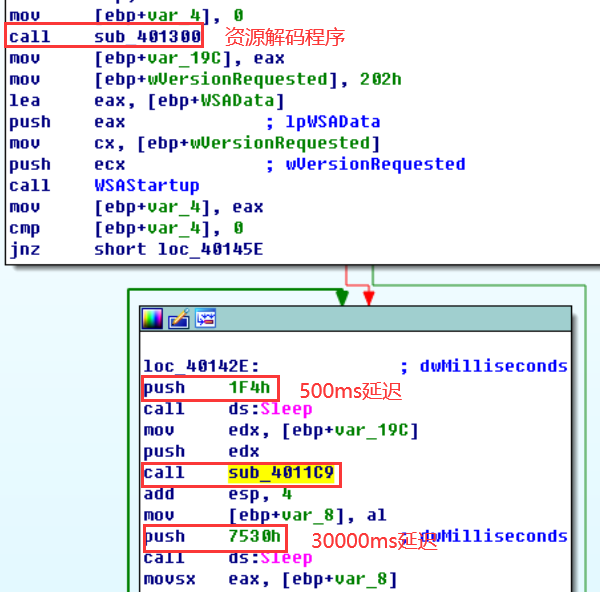 mov [ebp+var_4], 0
call sub_401300 资源解码程序
mov [ebp+var_19C], eax
mov [ebp+wVersionRequested], 202h
lea eax, [ebp+WSAData]
push eax ; lpWSAData
mov cx, [ebp+wVersionRequested]
push ecx ; wVersionRequested
call WSAStartup
mov [ebp+var_4], eax
cmp [ebp+var_4], 0
jnz short loc_40145E
loc_40142E: ; dwMilliseconds
push 1F4h 500ms延迟
call ds:Sleep
mov edx, [ebp+var_19C]
push edx
call sub_4011C9
add esp, 4
mov [ebp+var_8], al
push 7530h 30000ms延迟 ; dwMilliseconds
call ds:Sleep
movsx eax, [ebp+var_8]